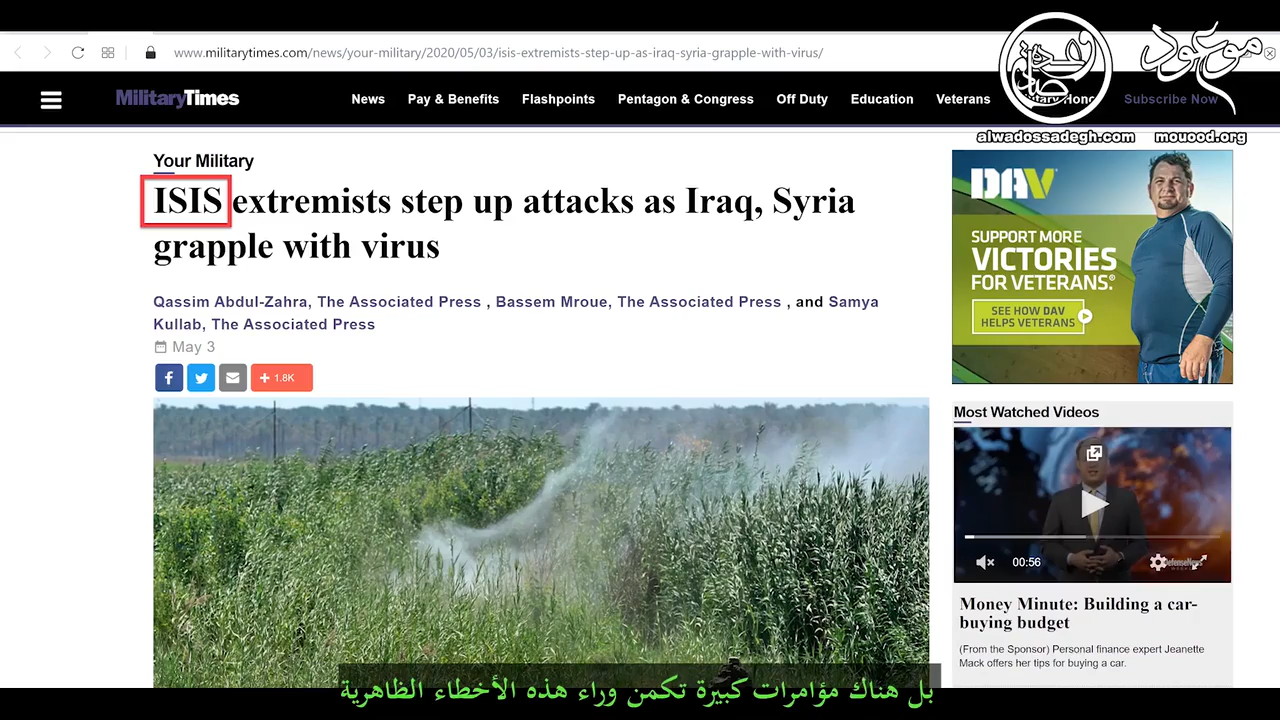 موعود
www.militarytimes.com/news/your-military/2020/05/03/isis-extremists-step-up-as-iraq-syria-grapple-with-virus/
MilitaryTimes
News Pay & Benefits Flashpoints Pentagon & Congress Off Duty Education Veterans Subscribe Now
alwadossadegh.com mouood.org
Your Military
ISIS extremists step up attacks as Iraq, Syria
grapple with virus
Qassim Abdul-Zahra, The Associated Press , Bassem Mroue, The Associated Press , and Samya
Kullab, The Associated Press
May 3
1.8K
DAV
SUPPORT MORE
VICTORIES
FOR VETERANS.®
SEE HOW DAV
HELPS VETERANS
Most Watched Videos
00:56
Money Minute: Building a car-
buying budget
(From the Sponsor) Personal finance expert Jeanette
Mack offers her tips for buying a car.
بل هناك مؤامرات كبيرة تكمن وراء هذه الأخطاء الظاهرية